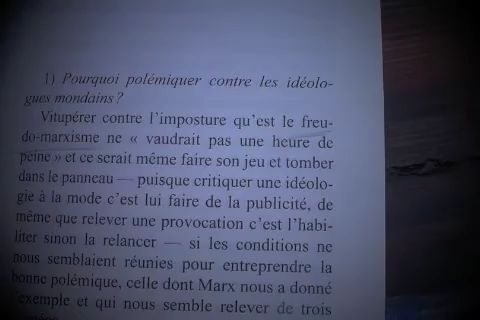 1) Pourquoi polémiquer contre les idéolo-
gues mondains ?
Vitupérer contre l'imposture qu'est le freu-
do-marxisme ne « vaudrait pas une heure de
peine » et ce serait même faire son jeu et tomber
dans le panneau — puisque critiquer une idéolo-
gie à la mode c'est lui faire de la publicité, de
même que relever une provocation c'est l'habi-
liter sinon la relancer — si les conditions ne
nous semblaient réunies pour entreprendre la
bonne polémique, celle dont Marx nous a donné
l'exemple et qui nous semble relever de trois